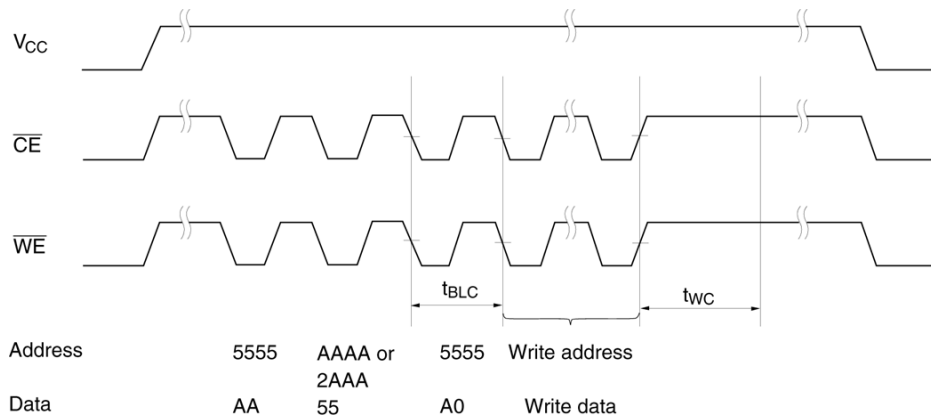 VCC
CE
WE
tBLC
tWC
Address 5555 AAAA or 5555 Write address
2AAA
Data AA 55 A0 Write data